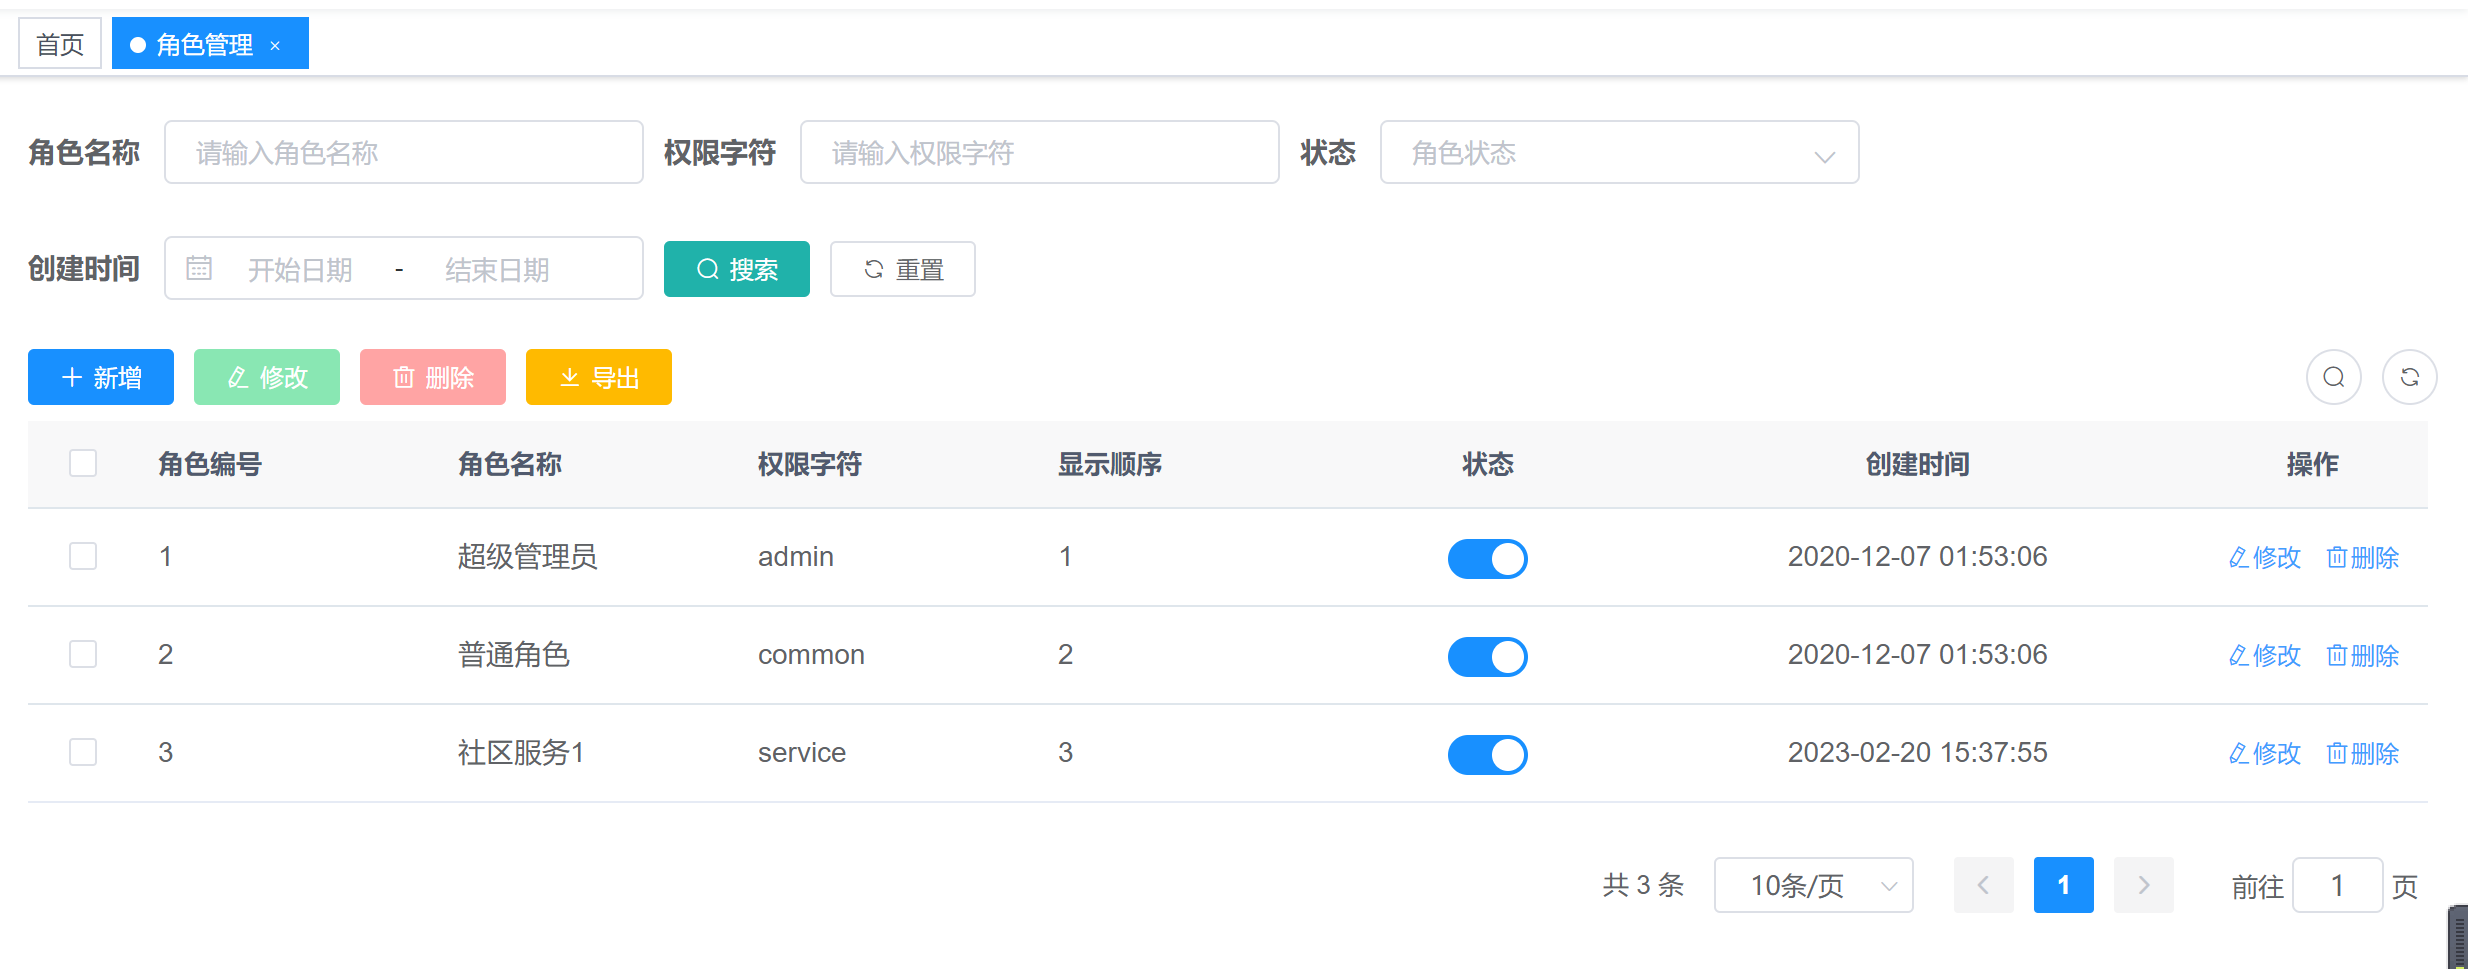 首页 角色管理 ×
角色名称 请输入角色名称 权限字符 请输入权限字符 状态 角色状态
创建时间 开始日期 - 结束日期 搜索 重置
新增 修改 删除 导出
角色编号 角色名称 权限字符 显示顺序 状态 创建时间 操作
1 超级管理员 admin 1 2020-12-07 01:53:06 修改 删除
2 普通角色 common 2 2020-12-07 01:53:06 修改 删除
3 社区服务1 service 3 2023-02-20 15:37:55 修改 删除
共 3 条 10条/页 1 前往 1 页